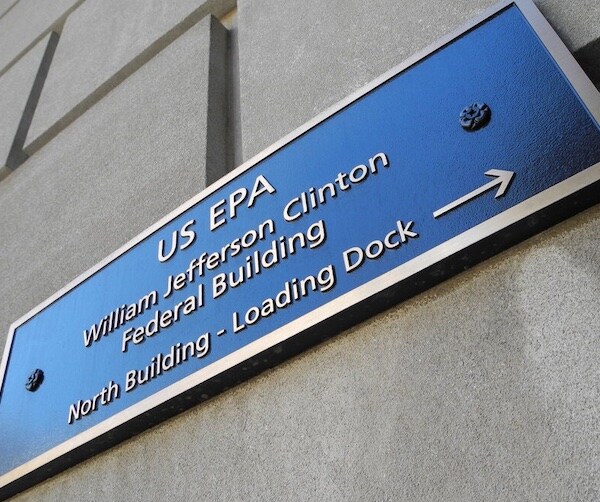 US EPA
William Jefferson Clinton
Federal Building
North Building - Loading Dock →